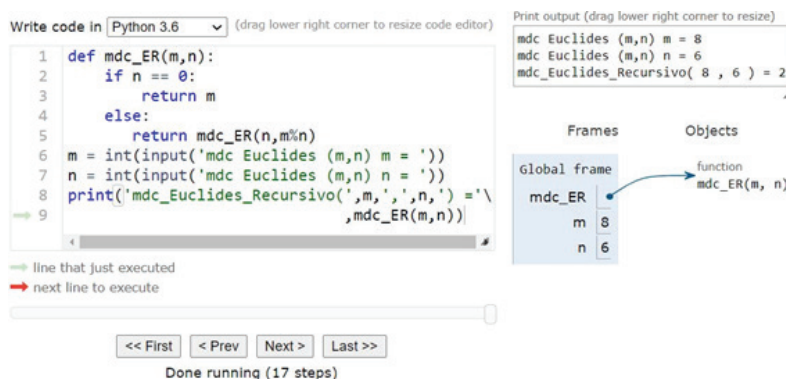 Write code in Python 3.6 (drag lower right corner to resize code editor)
1 def mdc_ER(m,n):
2 if n == 0:
3 return m
4 else:
5 return mdc_ER(n,m%n)
6 m = int(input('mdc Euclides (m,n) m = '))
7 n = int(input('mdc Euclides (m,n) n = '))
8 print('mdc_Euclides_Recursivo(',m,',',n,') ='\
9 ,mdc_ER(m,n))
line that just executed
next line to execute
<< First < Prev Next > Last >>
Done running (17 steps)
Print output (drag lower right corner to resize)
mdc Euclides (m,n) m = 8
mdc Euclides (m,n) n = 6
mdc_Euclides_Recursivo( 8 , 6 ) = 2
Frames Objects
Global frame
mdc_ER
m 8
n 6
function
mdc_ER(m, n)